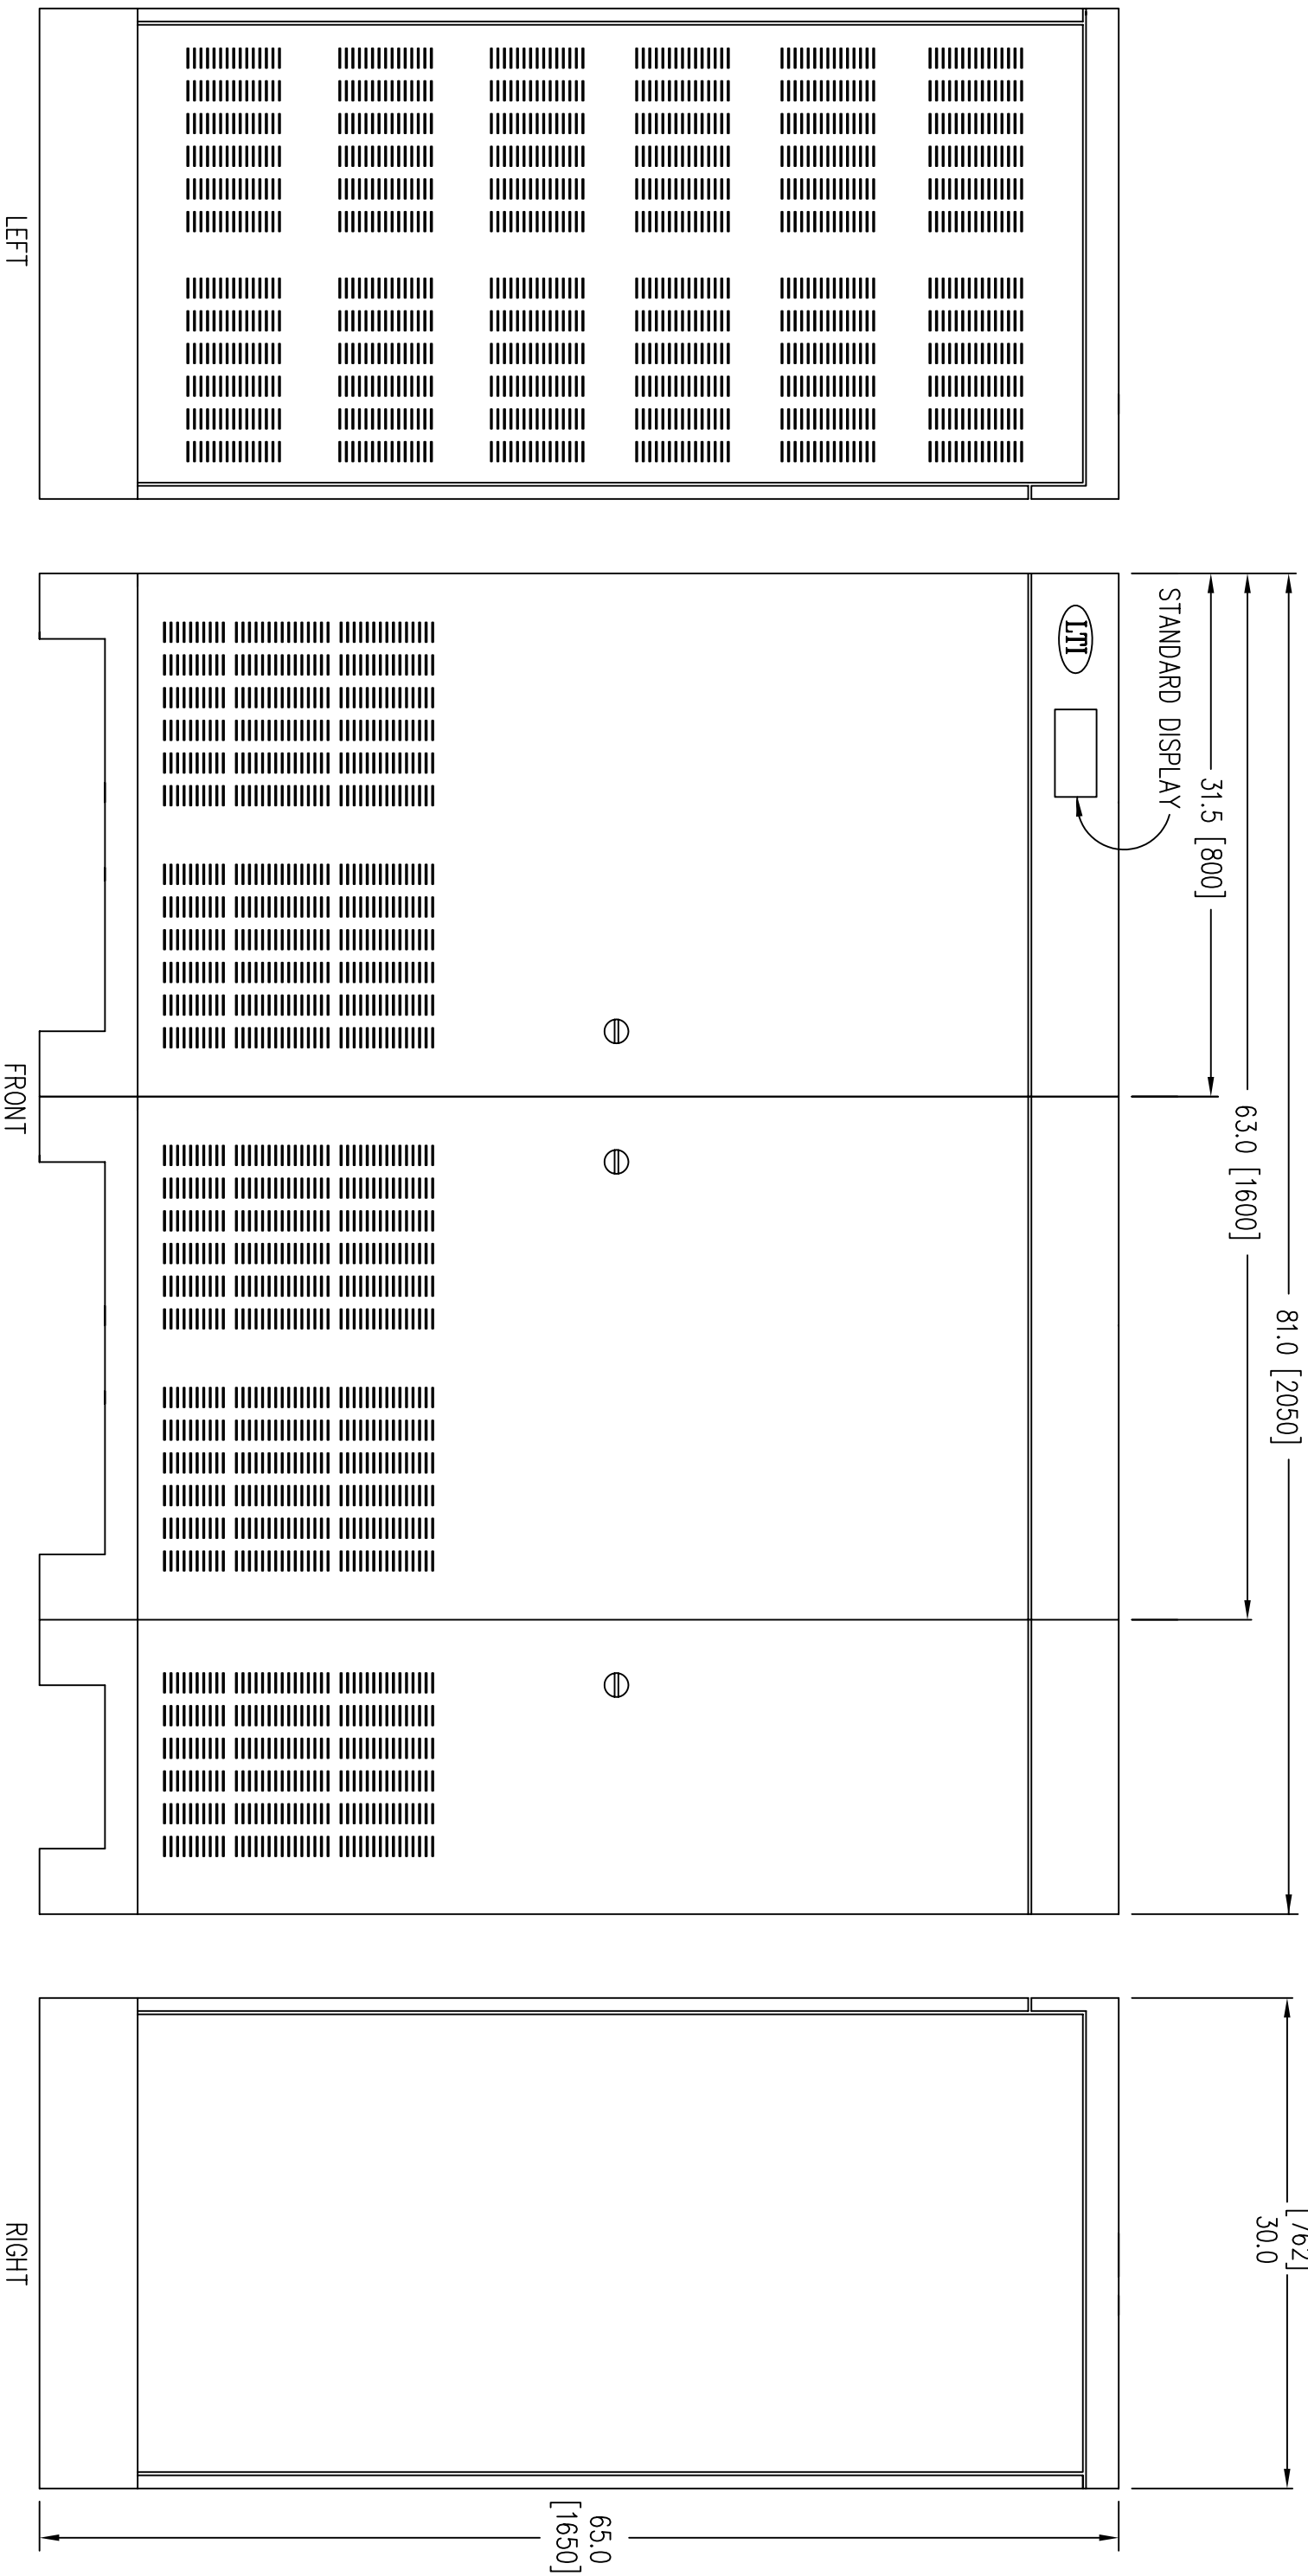 81.0 [2050]
63.0 [1600]
31.5 [800]
STANDARD DISPLAY
LTI
[762]
30.0
65.0
[1650]
LEFT
FRONT
RIGHT